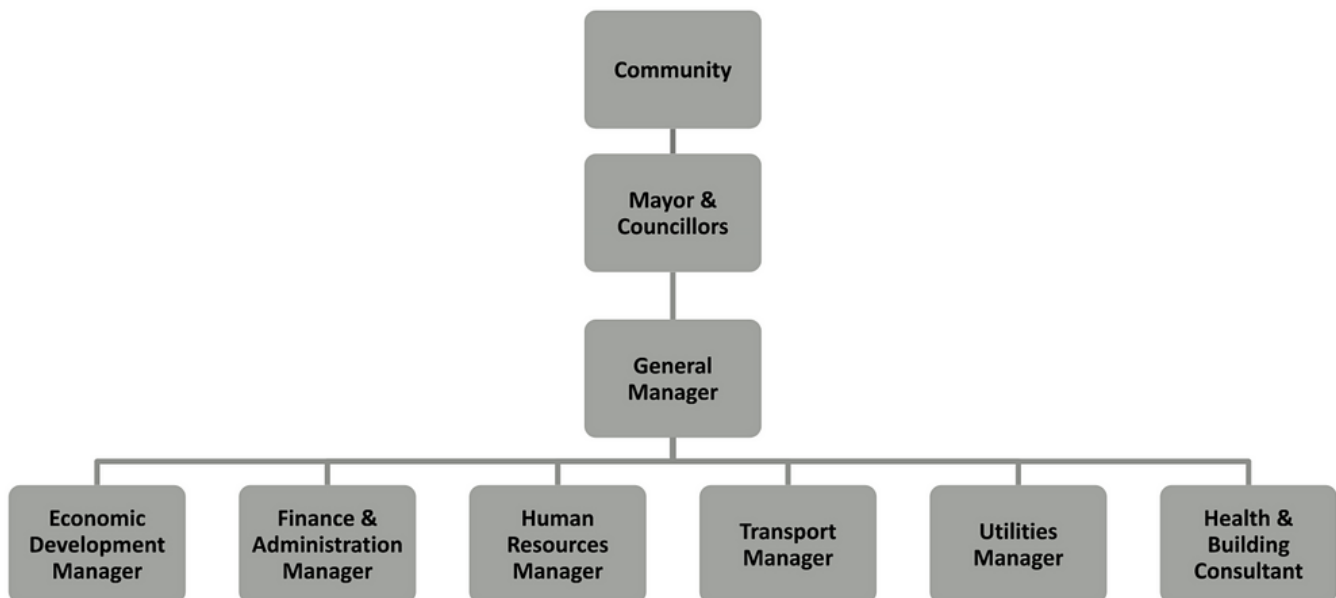 Community
Mayor &
Councillors
General
Manager
Economic
Development
Manager
Finance &
Administration
Manager
Human
Resources
Manager
Transport
Manager
Utilities
Manager
Health &
Building
Consultant